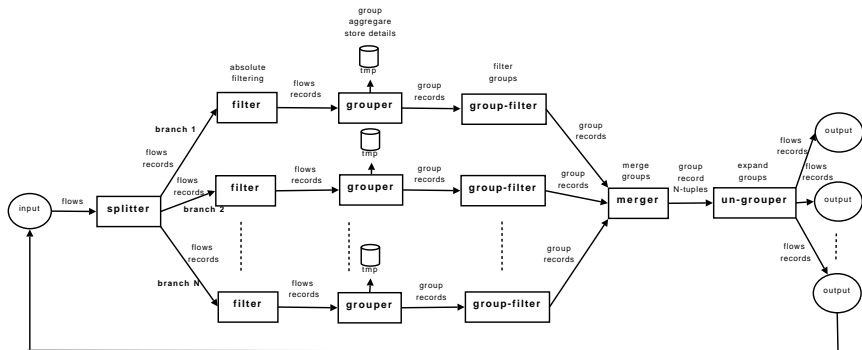 group
aggregare
store details
tmp
absolute
filtering
flows
records
group
records
filter
groups
filter
grouper
group-filter
branch 1
flows
records
group
records
tmp
flows
records
branch 2
filter
flows
records
grouper
group
records
group-filter
group
records
input
flows
splitter
merge
groups
merger
group
record
N-tuples
expand
groups
un-grouper
flows
records
output
flows
records
output
flows
records
output
flows
records
branch N
tmp
filter
flows
records
grouper
group
records
group-filter
group
records